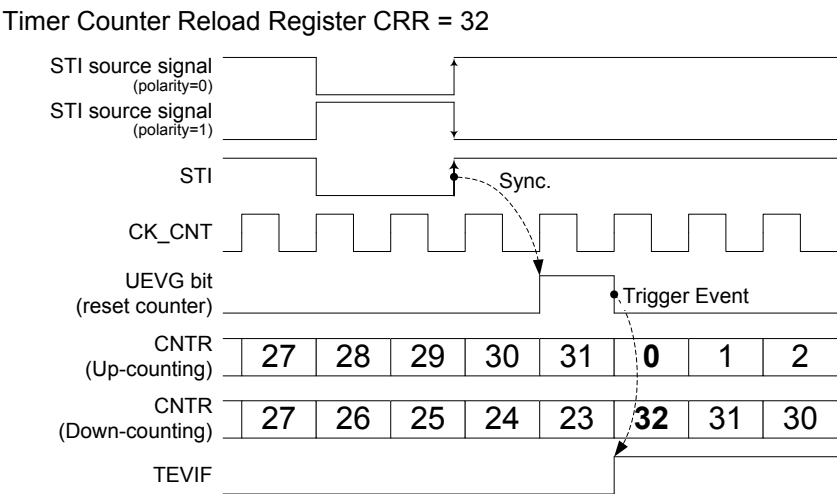 Timer Counter Reload Register CRR = 32
STI source signal
(polarity=0)
STI source signal
(polarity=1)
STI
Sync.
CK_CNT
UEVG bit
(reset counter)
Trigger Event
CNTR
(Up-counting)
27 28 29 30 31 0 1 2
CNTR
(Down-counting)
27 26 25 24 23 32 31 30
TEVIF